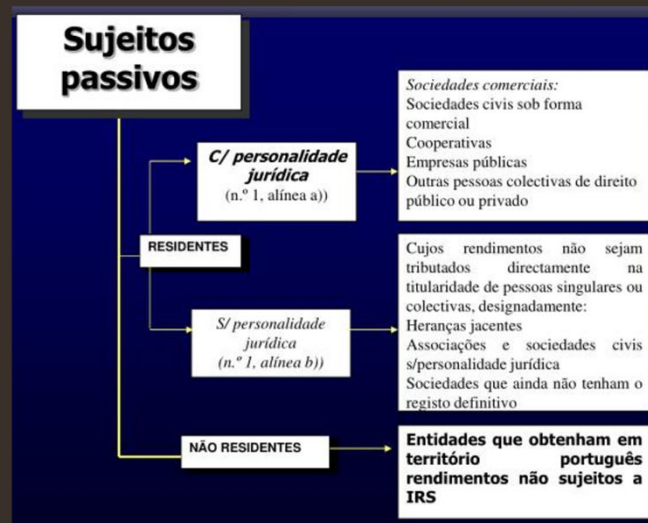 Sujeitos
passivos
C/ personalidade
jurídica
(n.º 1, alínea a))
Sociedades comerciais:
Sociedades civis sob forma
comercial
Cooperativas
Empresas públicas
Outras pessoas colectivas de direito
público ou privado
RESIDENTES
S/ personalidade
jurídica
(n.º 1, alínea b))
Cujos rendimentos não sejam
tributados directamente na
titularidade de pessoas singulares ou
colectivas, designadamente:
Heranças jacentes
Associações e sociedades civis
s/personalidade jurídica
Sociedades que ainda não tenham o
registo definitivo
NÃO RESIDENTES
Entidades que obtenham em
território português
rendimentos não sujeitos a
IRS